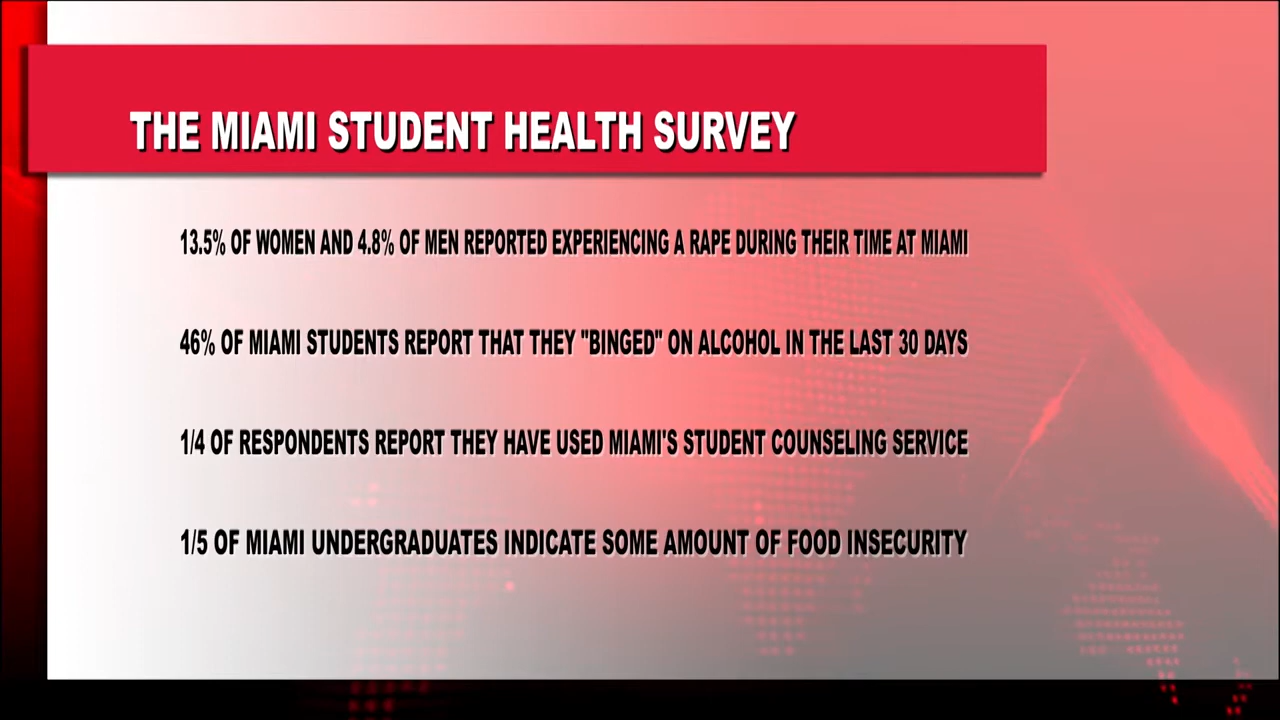 THE MIAMI STUDENT HEALTH SURVEY
13.5% OF WOMEN AND 4.8% OF MEN REPORTED EXPERIENCING A RAPE DURING THEIR TIME AT MIAMI
46% OF MIAMI STUDENTS REPORT THAT THEY "BINGED" ON ALCOHOL IN THE LAST 30 DAYS
1/4 OF RESPONDENTS REPORT THEY HAVE USED MIAMI'S STUDENT COUNSELING SERVICE
1/5 OF MIAMI UNDERGRADUATES INDICATE SOME AMOUNT OF FOOD INSECURITY